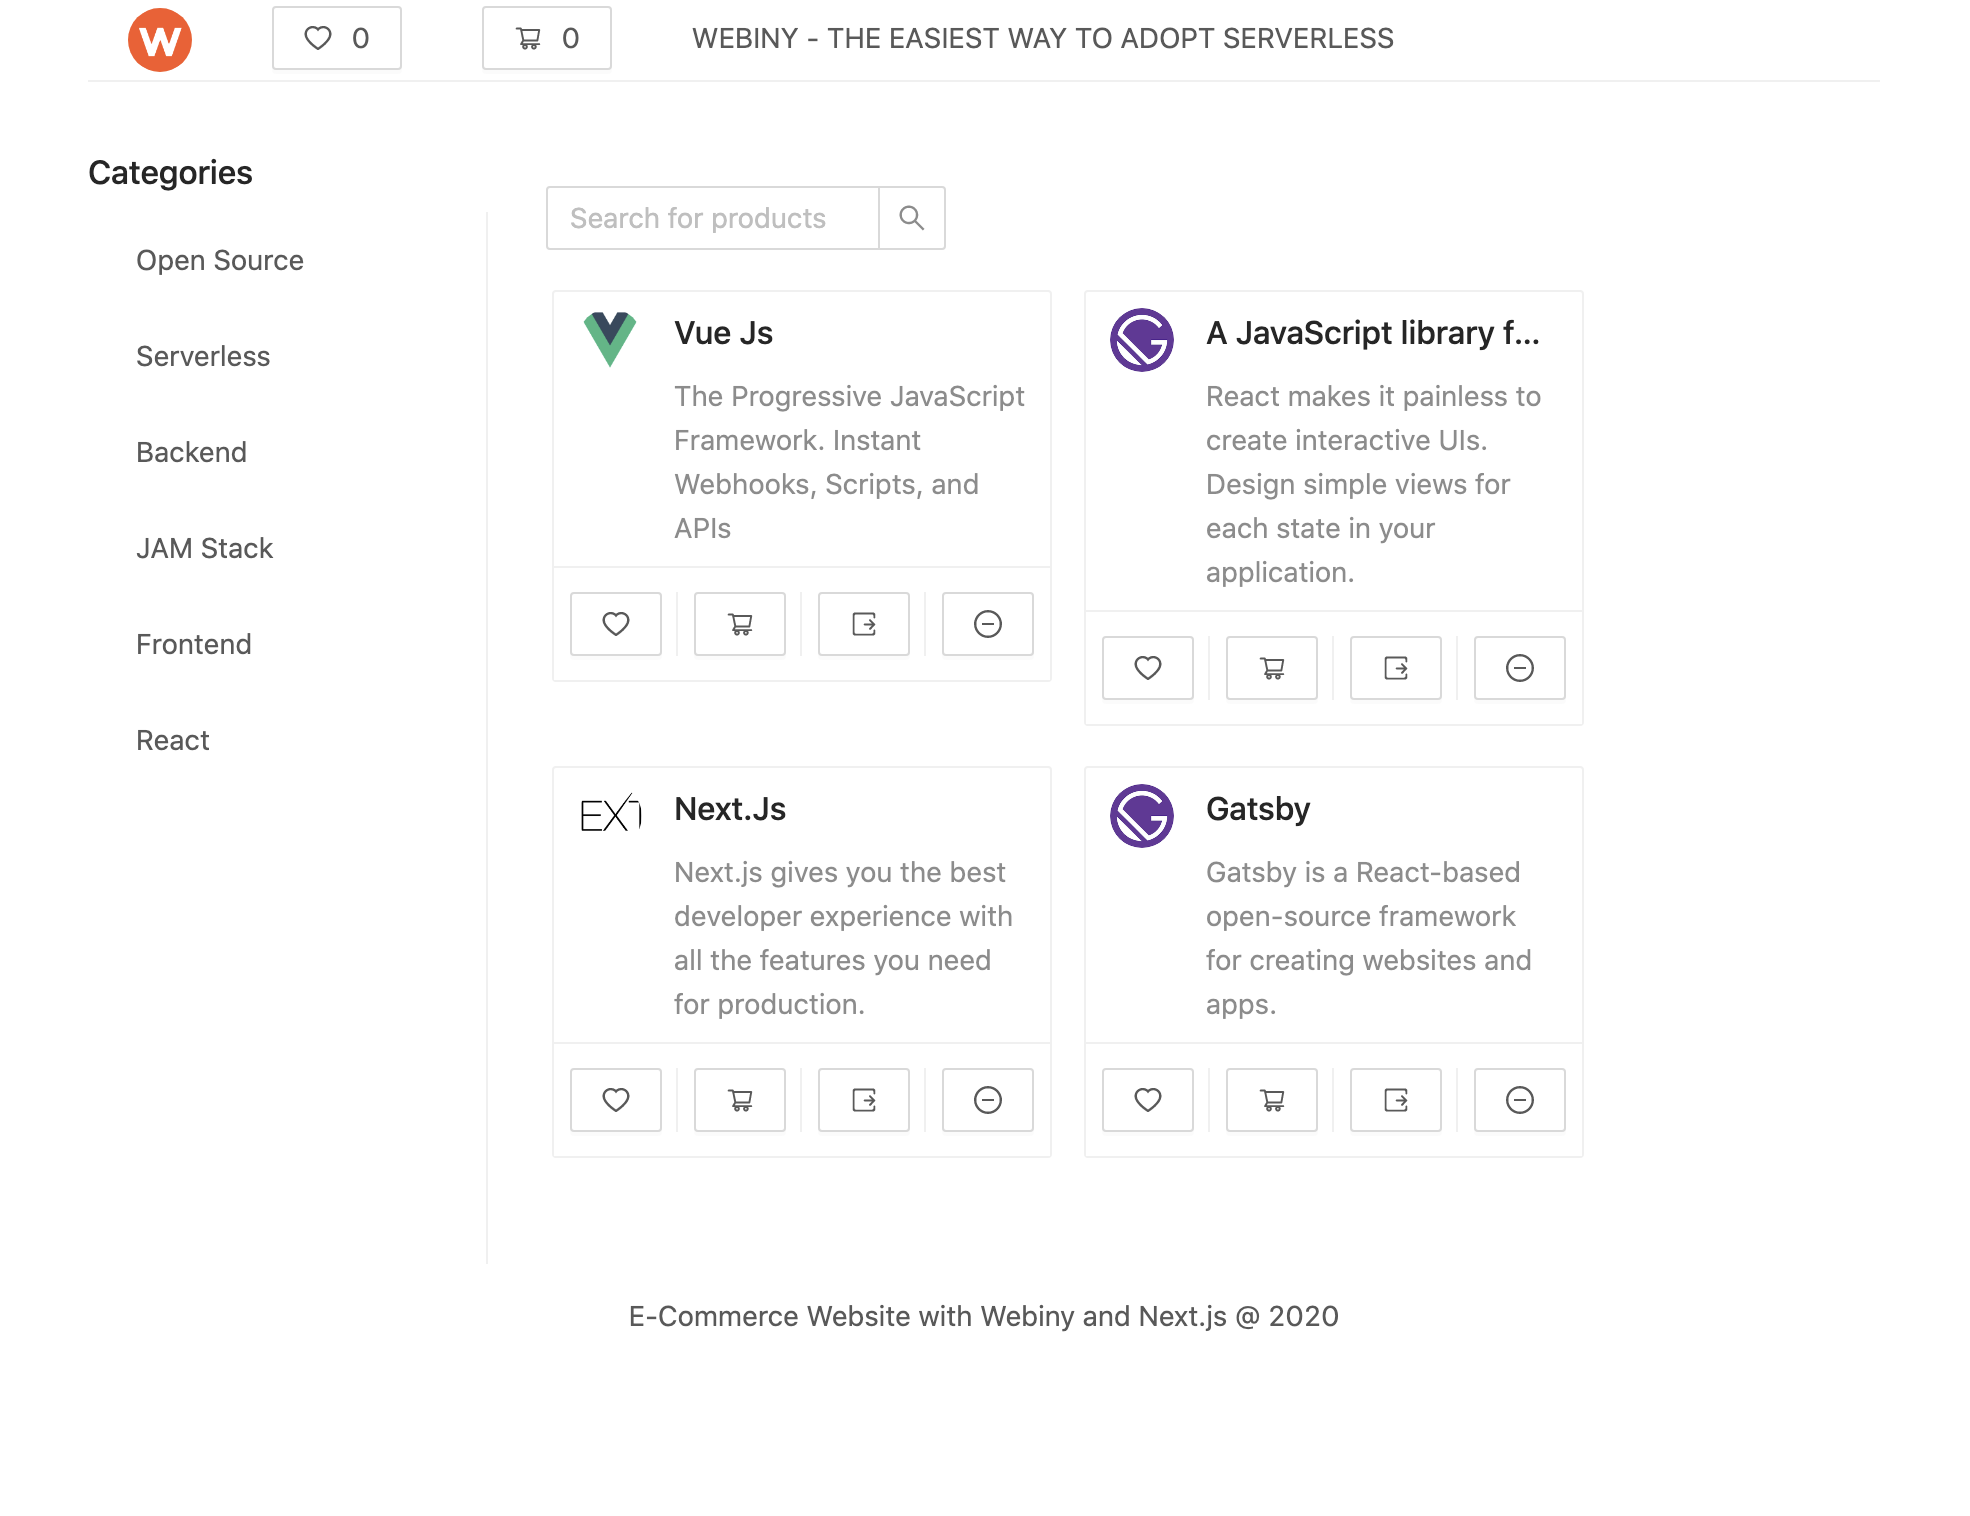 W
0
0
WEBINY - THE EASIEST WAY TO ADOPT SERVERLESS
Categories
Open Source
Serverless
Backend
JAM Stack
Frontend
React
Search for products
Vue Js
The Progressive JavaScript
Framework. Instant
Webhooks, Scripts, and
APIs
A JavaScript library f...
React makes it painless to
create interactive UIs.
Design simple views for
each state in your
application.
EXT
Next.Js
Next.js gives you the best
developer experience with
all the features you need
for production.
G
Gatsby
Gatsby is a React-based
open-source framework
for creating websites and
apps.
E-Commerce Website with Webiny and Next.js @ 2020